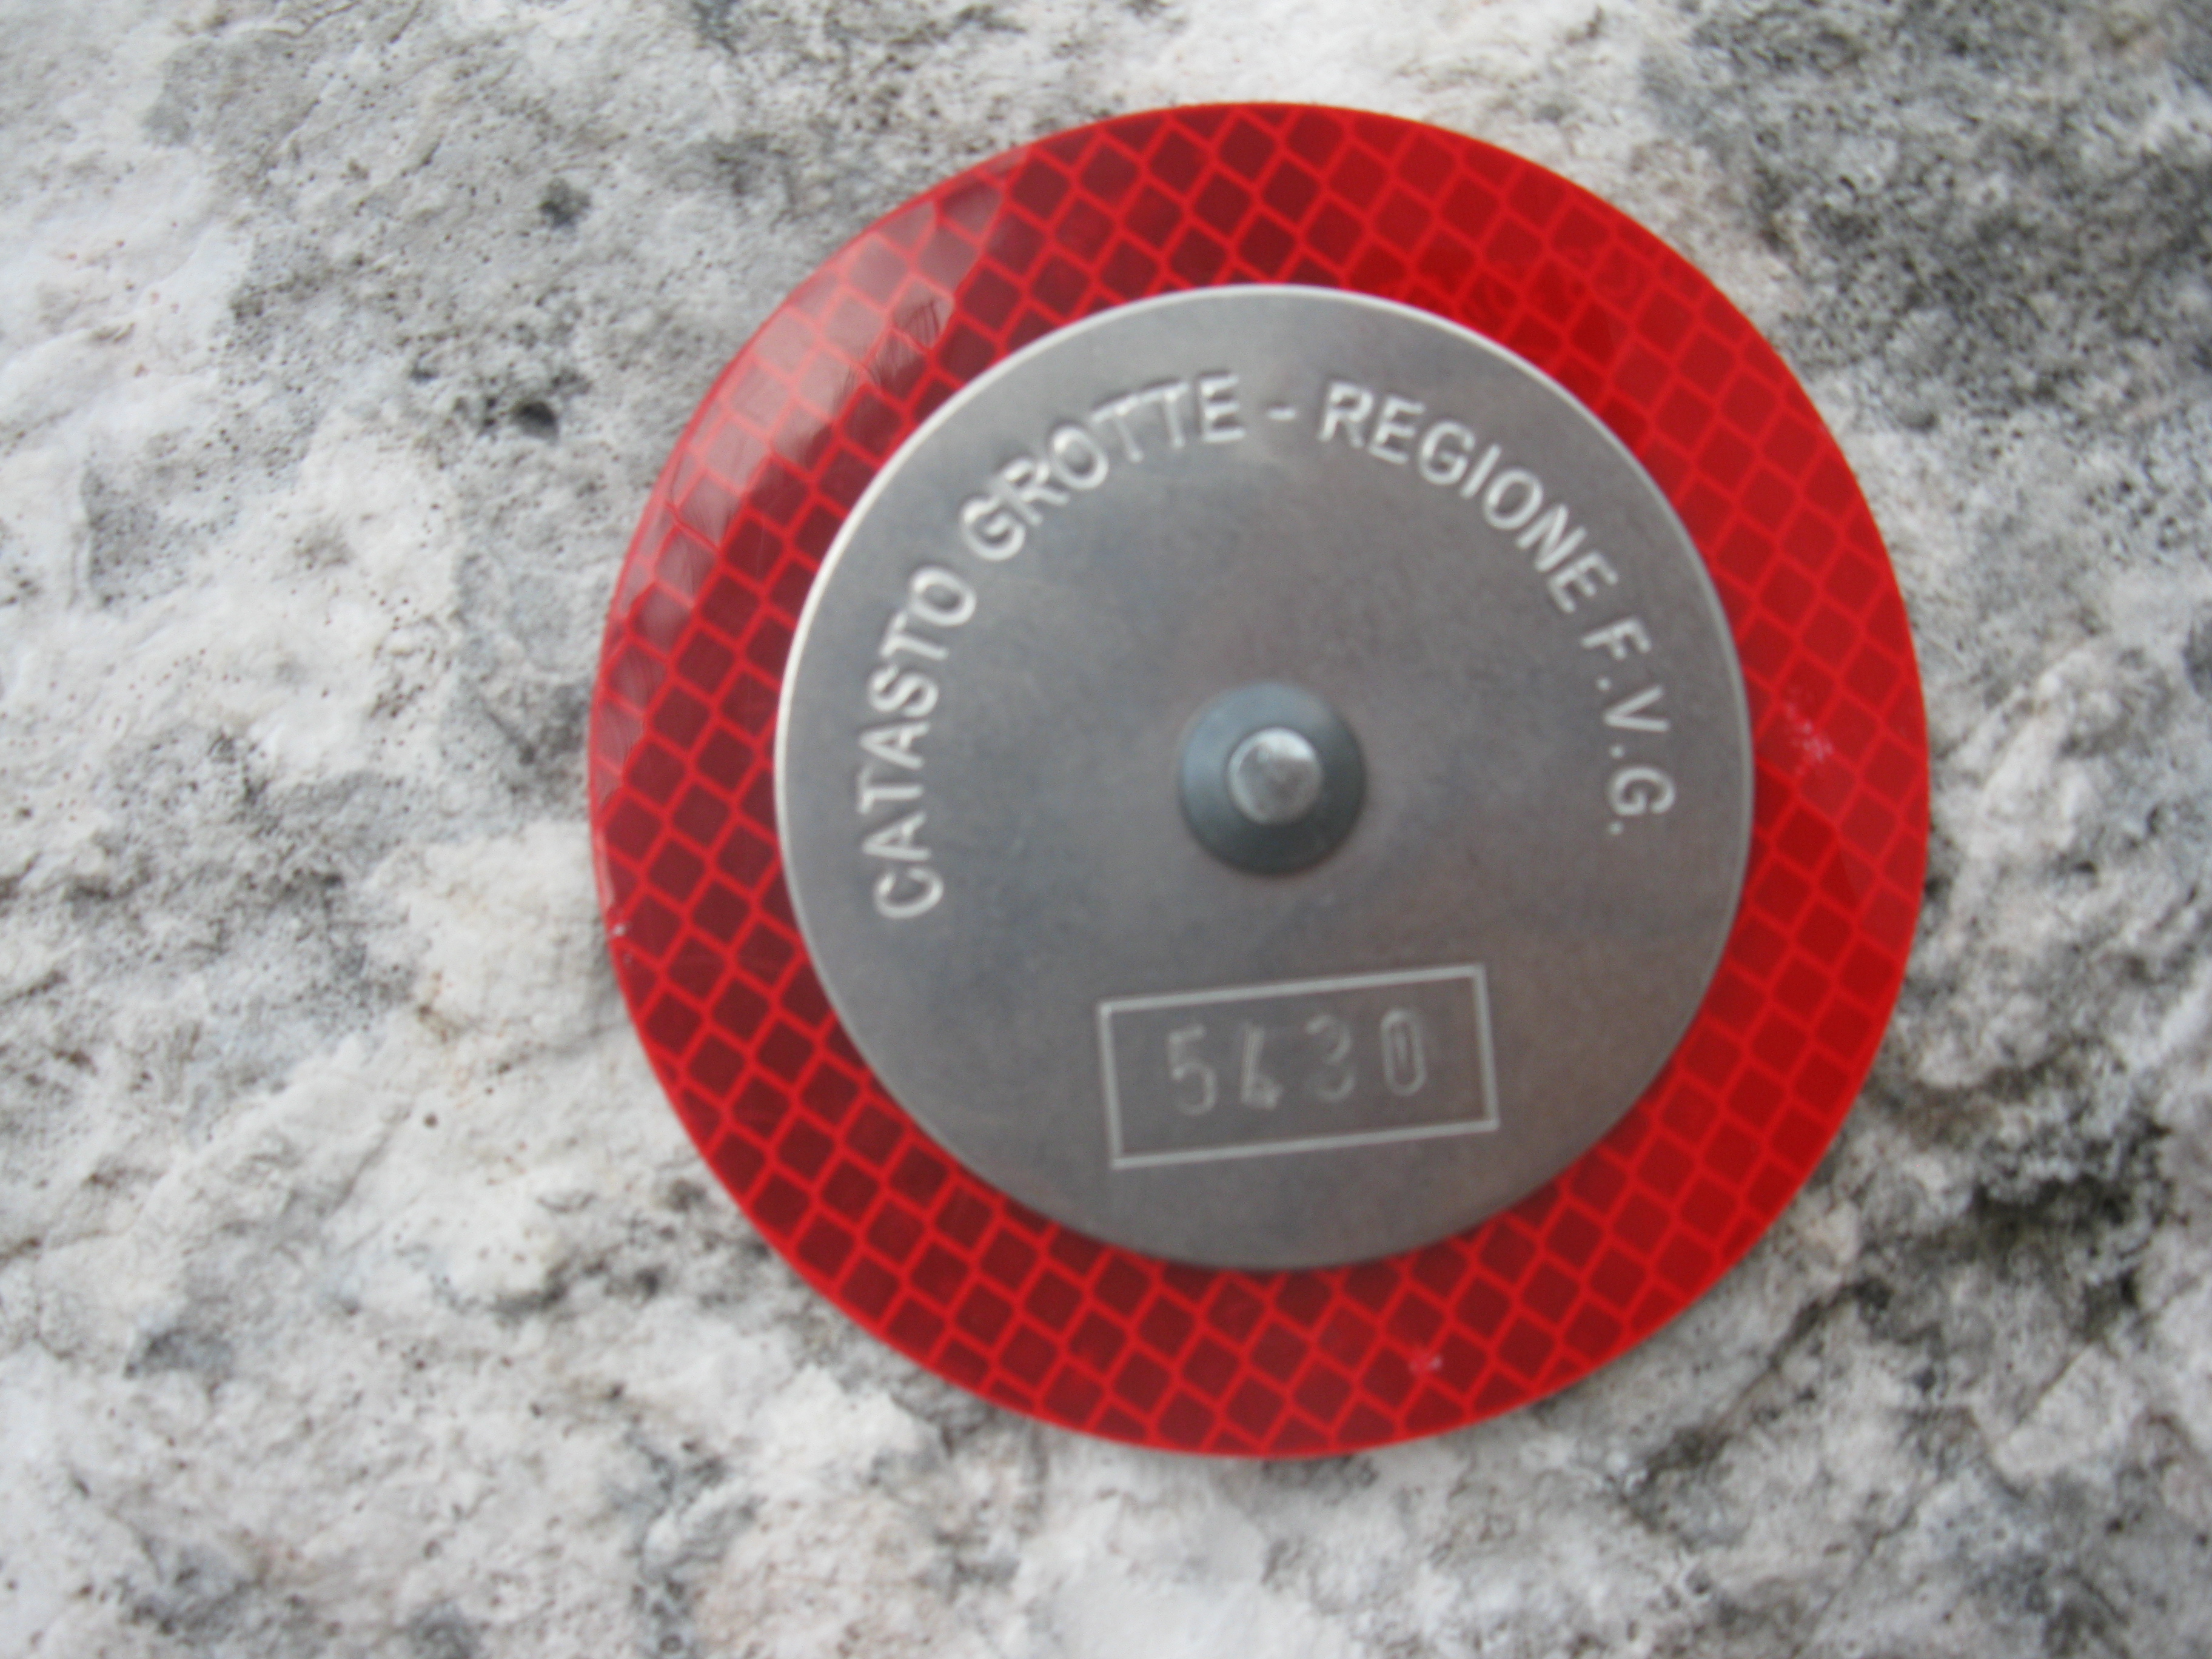 CATASTO GROTTE - REGIONE F.V.G.
5430